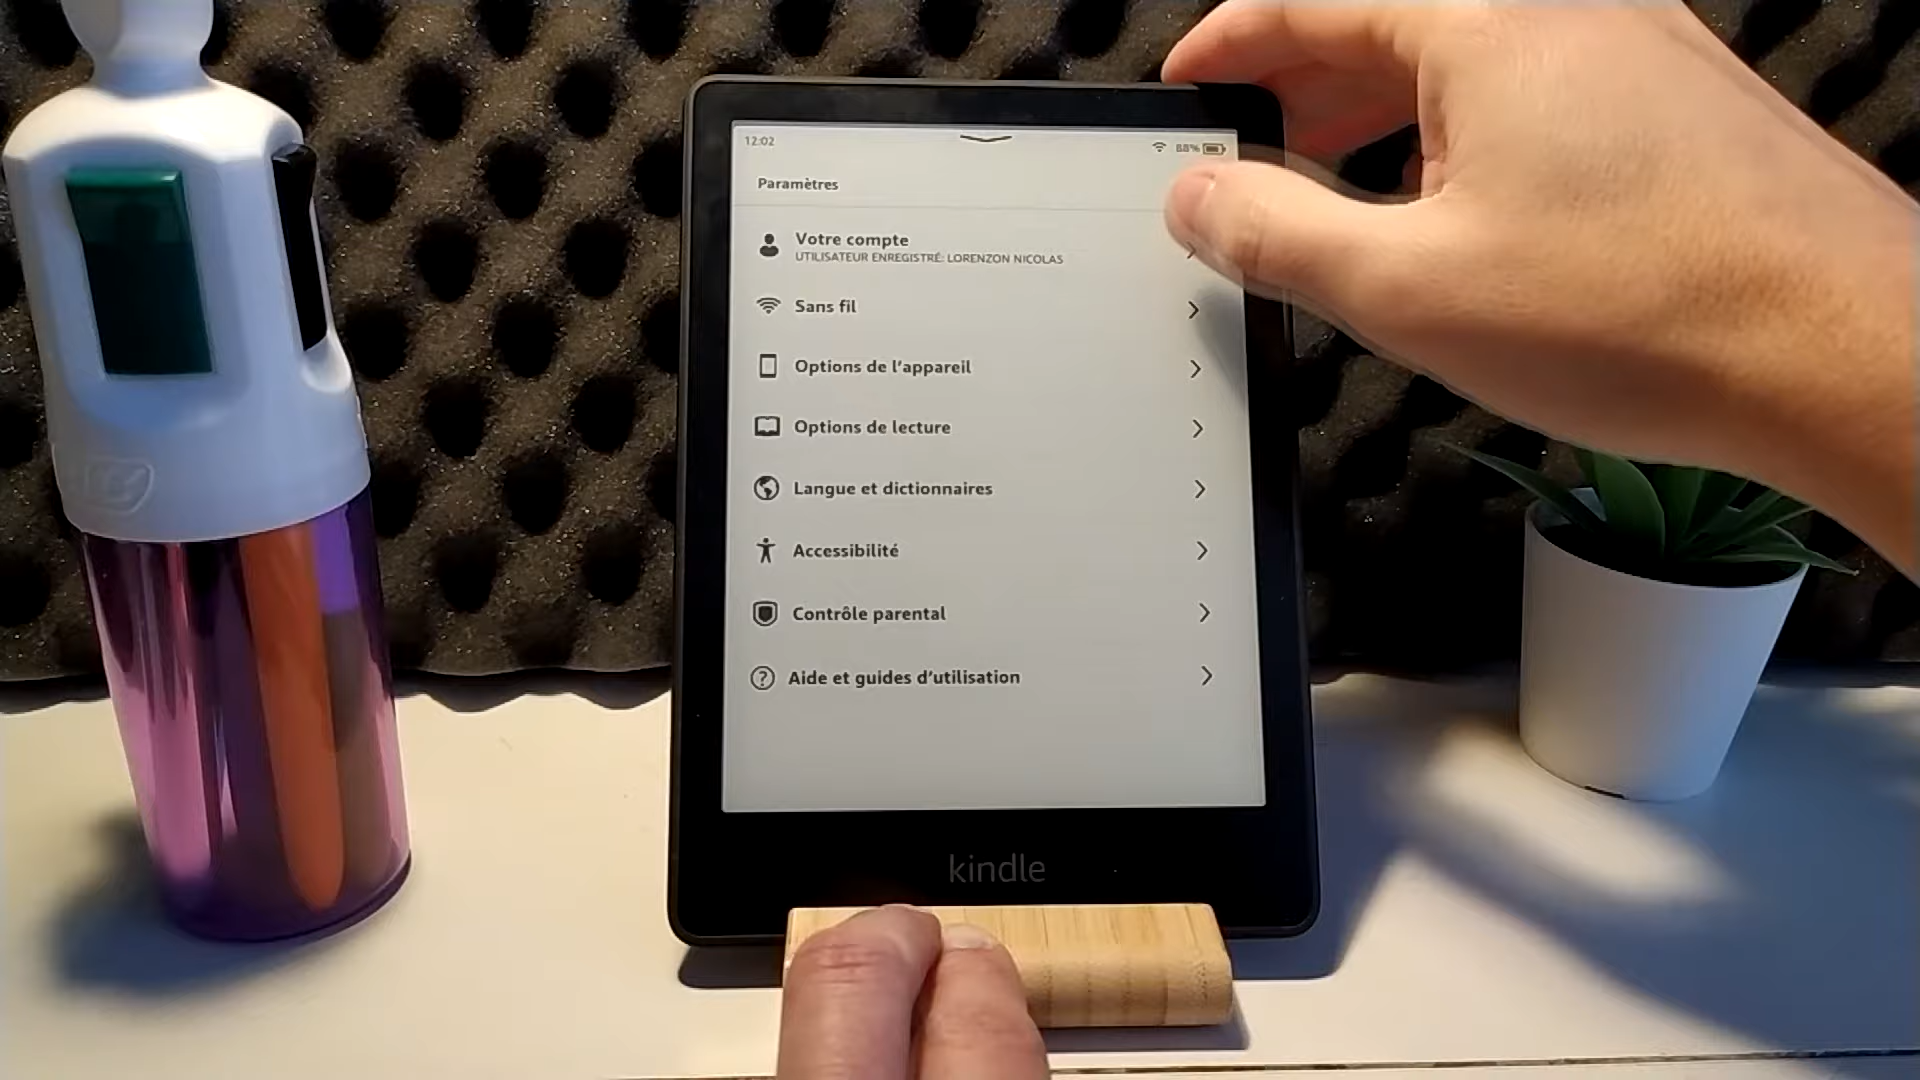 12:02
88%
Paramètres
Votre compte
UTILISATEUR ENREGISTRÉ: LORENZON NICOLAS
Sans fil
Options de l’appareil
Options de lecture
Langue et dictionnaires
Accessibilité
Contrôle parental
Aide et guides d’utilisation
kindle